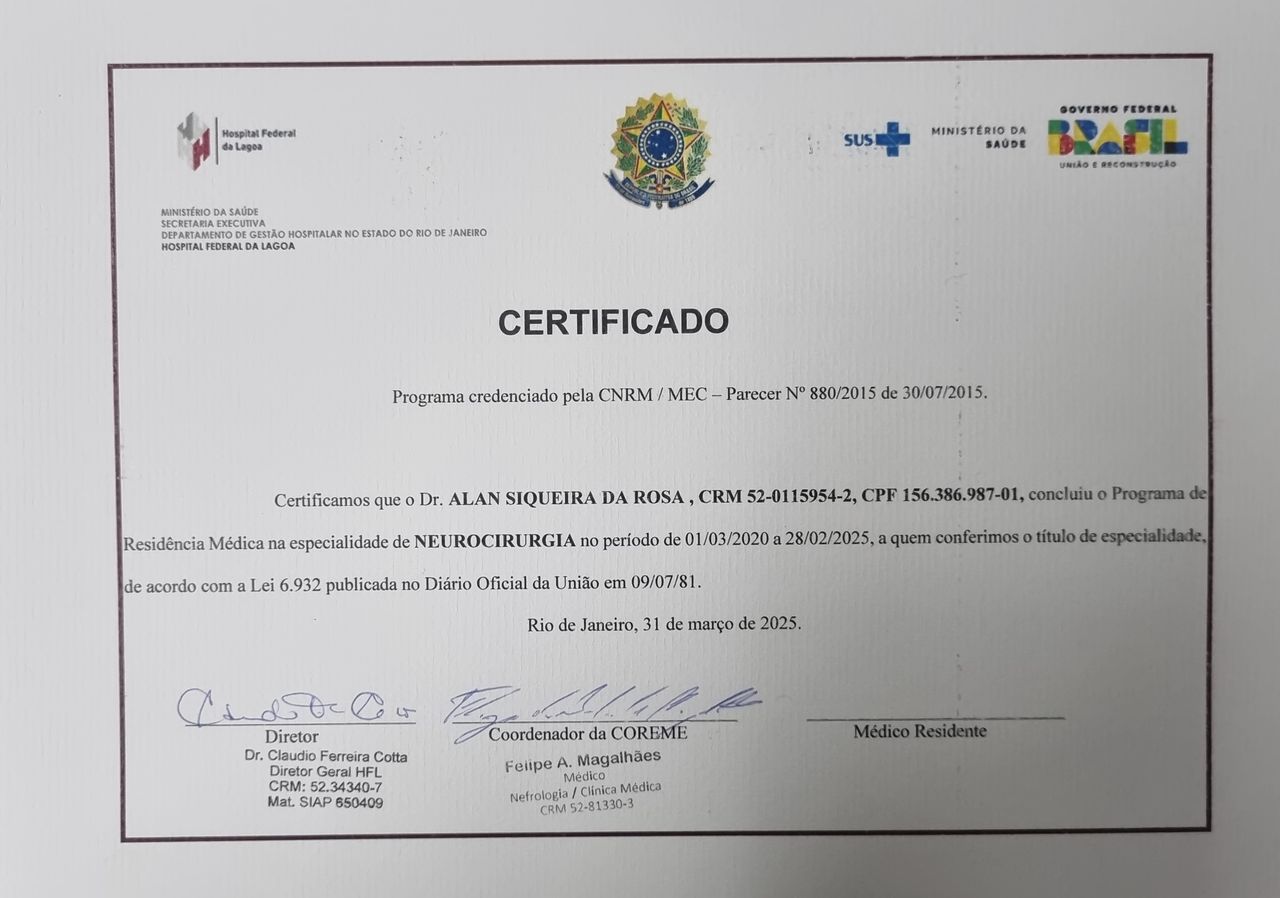 Hospital Federal
da Lagoa
SUS
MINISTÉRIO DA
SAÚDE
GOVERNO FEDERAL
BRASIL
UNIÃO E RECONSTRUÇÃO
MINISTÉRIO DA SAÚDE
SECRETARIA EXECUTIVA
DEPARTAMENTO DE GESTÃO HOSPITALAR NO ESTADO DO RIO DE JANEIRO
HOSPITAL FEDERAL DA LAGOA
CERTIFICADO
Programa credenciado pela CNRM / MEC – Parecer Nº 880/2015 de 30/07/2015.
Certificamos que o Dr. ALAN SIQUEIRA DA ROSA , CRM 52-0115954-2, CPF 156.386.987-01, concluiu o Programa de
Residência Médica na especialidade de NEUROCIRURGIA no período de 01/03/2020 a 28/02/2025, a quem conferimos o título de especialidade,
de acordo com a Lei 6.932 publicada no Diário Oficial da União em 09/07/81.
Rio de Janeiro, 31 de março de 2025.
Diretor
Dr. Claudio Ferreira Cotta
Diretor Geral HFL
CRM: 52.34340-7
Mat. SIAP 650409
Coordenador da COREME
Felipe A. Magalhães
Médico
Nefrologia / Clínica Médica
CRM 52-81330-3
Médico Residente